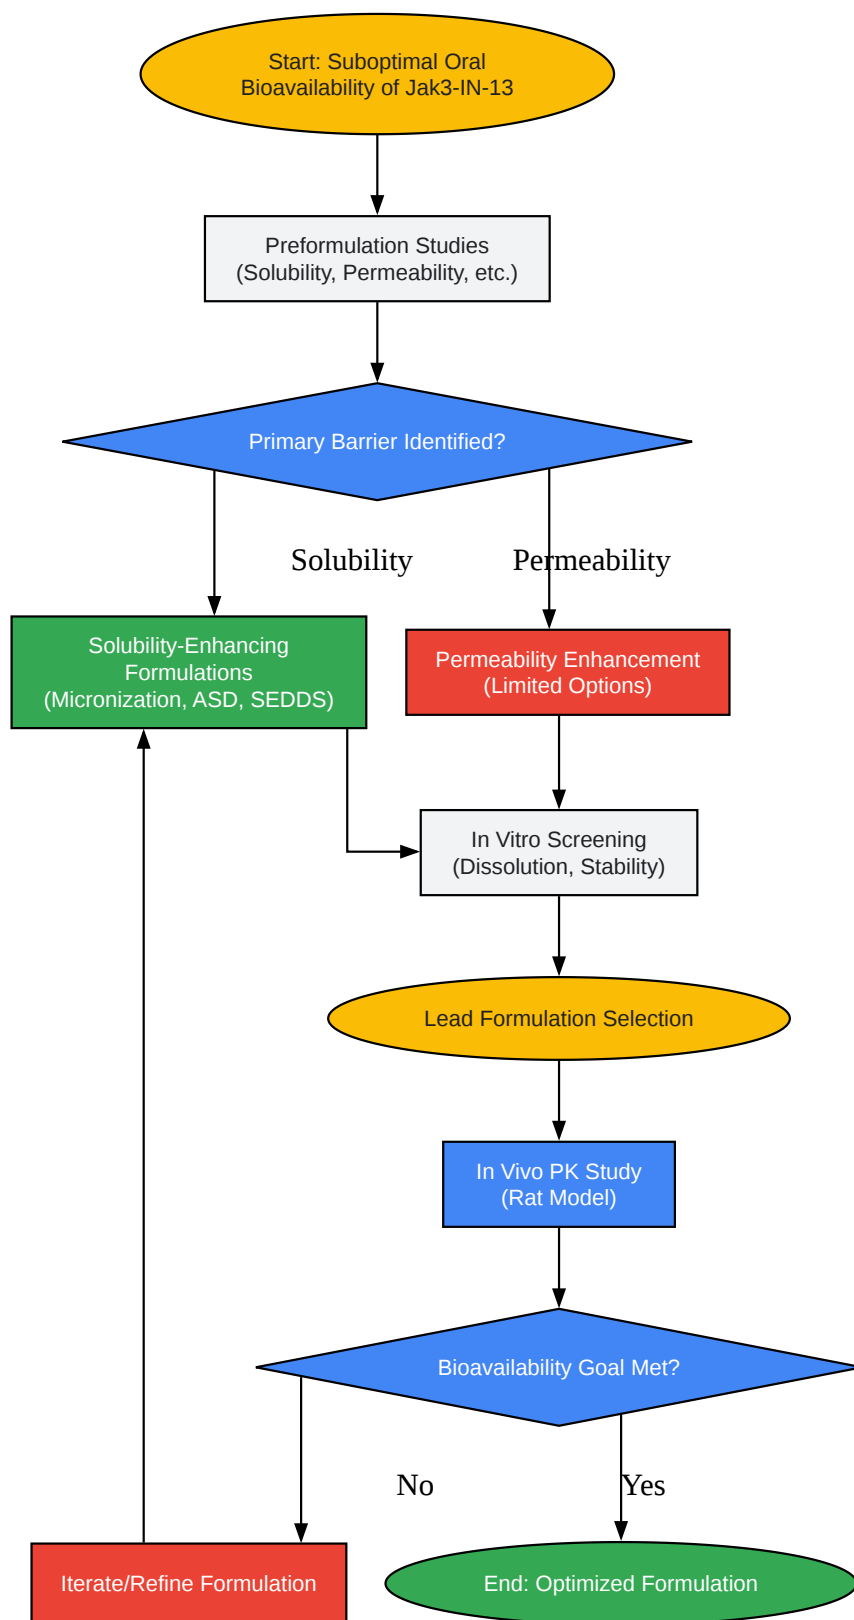 Start: Suboptimal Oral
Bioavailability of Jak3-IN-13
Preformulation Studies
(Solubility, Permeability, etc.)
Primary Barrier Identified?
Solubility
Permeability
Solubility-Enhancing
Formulations
(Micronization, ASD, SEDDS)
Permeability Enhancement
(Limited Options)
In Vitro Screening
(Dissolution, Stability)
Lead Formulation Selection
In Vivo PK Study
(Rat Model)
Bioavailability Goal Met?
No
Yes
Iterate/Refine Formulation
End: Optimized Formulation